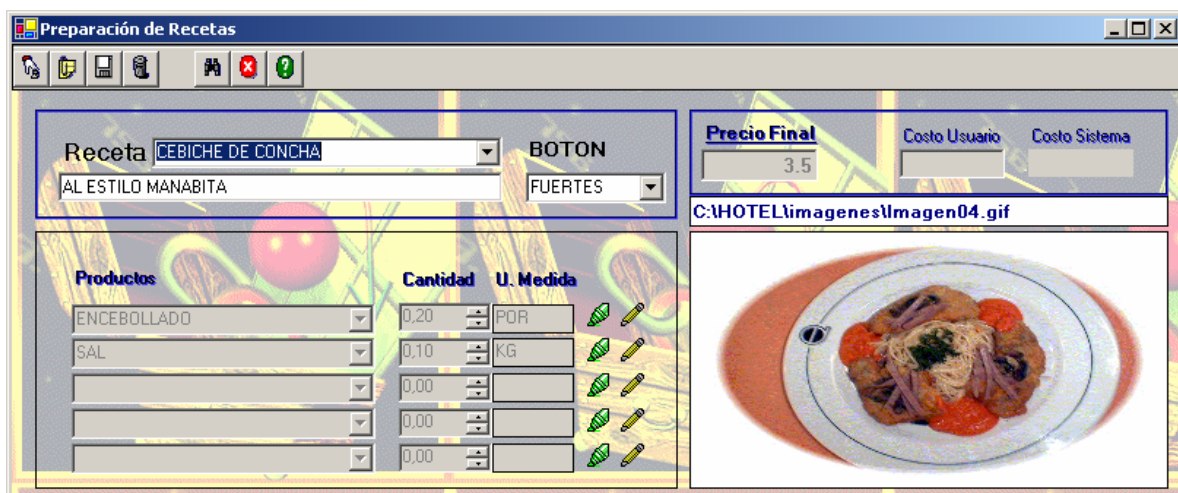 Preparación de Recetas
Receta CEBICHE DE CONCHA BOTON
AL ESTILO MANABITA FUERTES
Precio Final Costo Usuario Costo Sistema
3.5
C:\HOTEL\imagenes\Imagen04.gif
Productos Cantidad U. Medida
ENCEBOLLADO 0,20 POR
SAL 0,10 KG
0,00
0,00
0,00